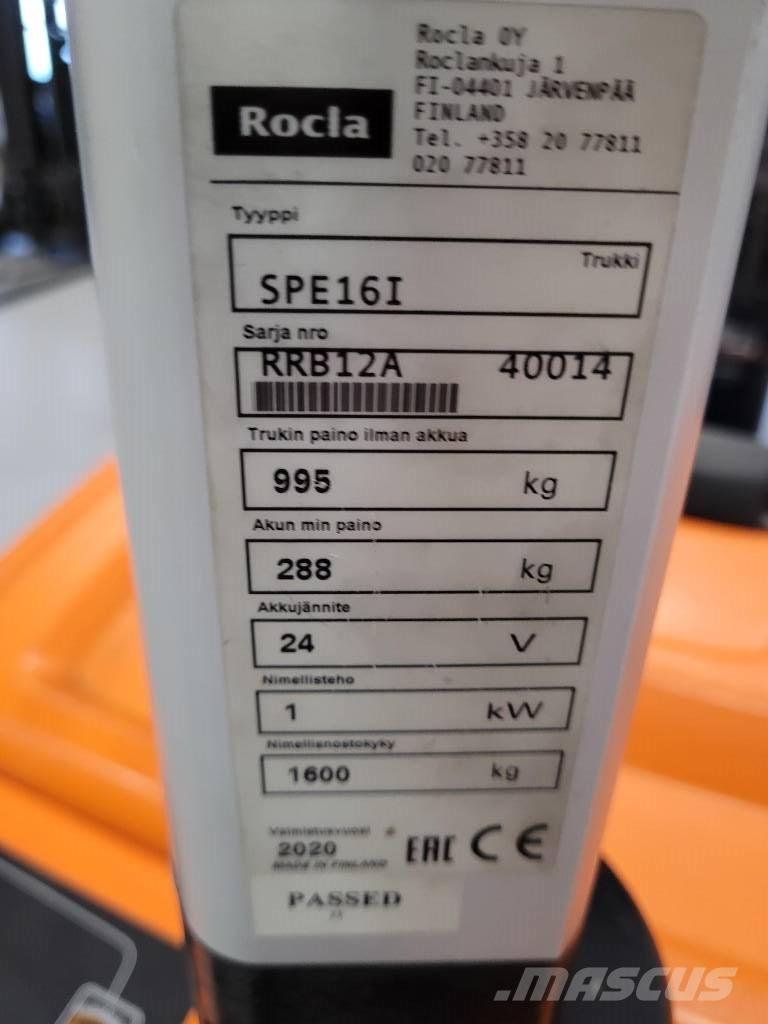 Rocla
Rocla OY
Roclankuja 1
FI-04401 JÄRVENPÄÄ
FINLAND
Tel. +358 20 77811
020 77811
Tyyppi
Trukki
SPE16I
Sarja nro
RRB12A 40014
Trukin paino ilman akkua
995 kg
Akun min paino
288 kg
Akkujännite
24 V
Nimellisteho
1 kW
Nimellisnostokyky
1600 kg
Valmistusvuosi
2020
MADE IN FINLAND
EAC CE
PASSED
MASCUS